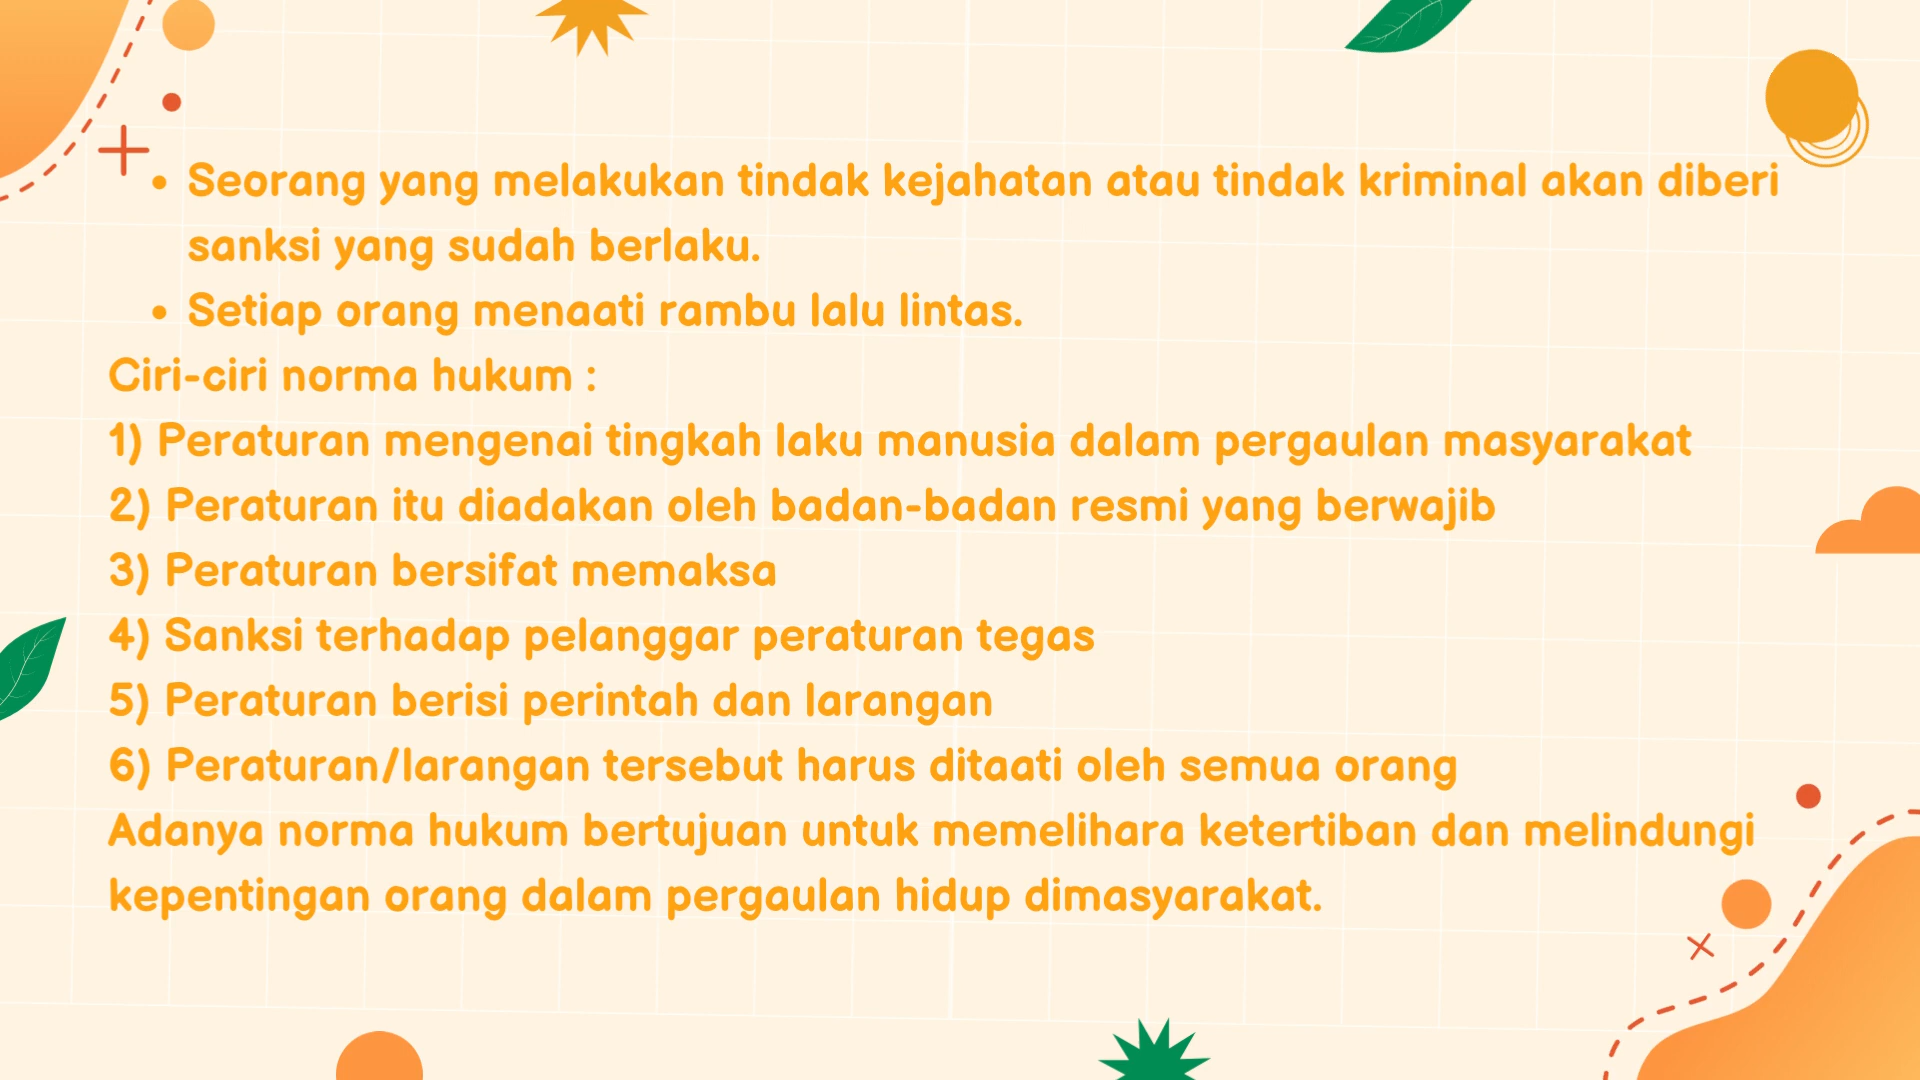 • Seorang yang melakukan tindak kejahatan atau tindak kriminal akan diberi
sanksi yang sudah berlaku.
• Setiap orang menaati rambu lalu lintas.
Ciri-ciri norma hukum :
1) Peraturan mengenai tingkah laku manusia dalam pergaulan masyarakat
2) Peraturan itu diadakan oleh badan-badan resmi yang berwajib
3) Peraturan bersifat memaksa
4) Sanksi terhadap pelanggar peraturan tegas
5) Peraturan berisi perintah dan larangan
6) Peraturan/larangan tersebut harus ditaati oleh semua orang
Adanya norma hukum bertujuan untuk memelihara ketertiban dan melindungi
kepentingan orang dalam pergaulan hidup dimasyarakat.